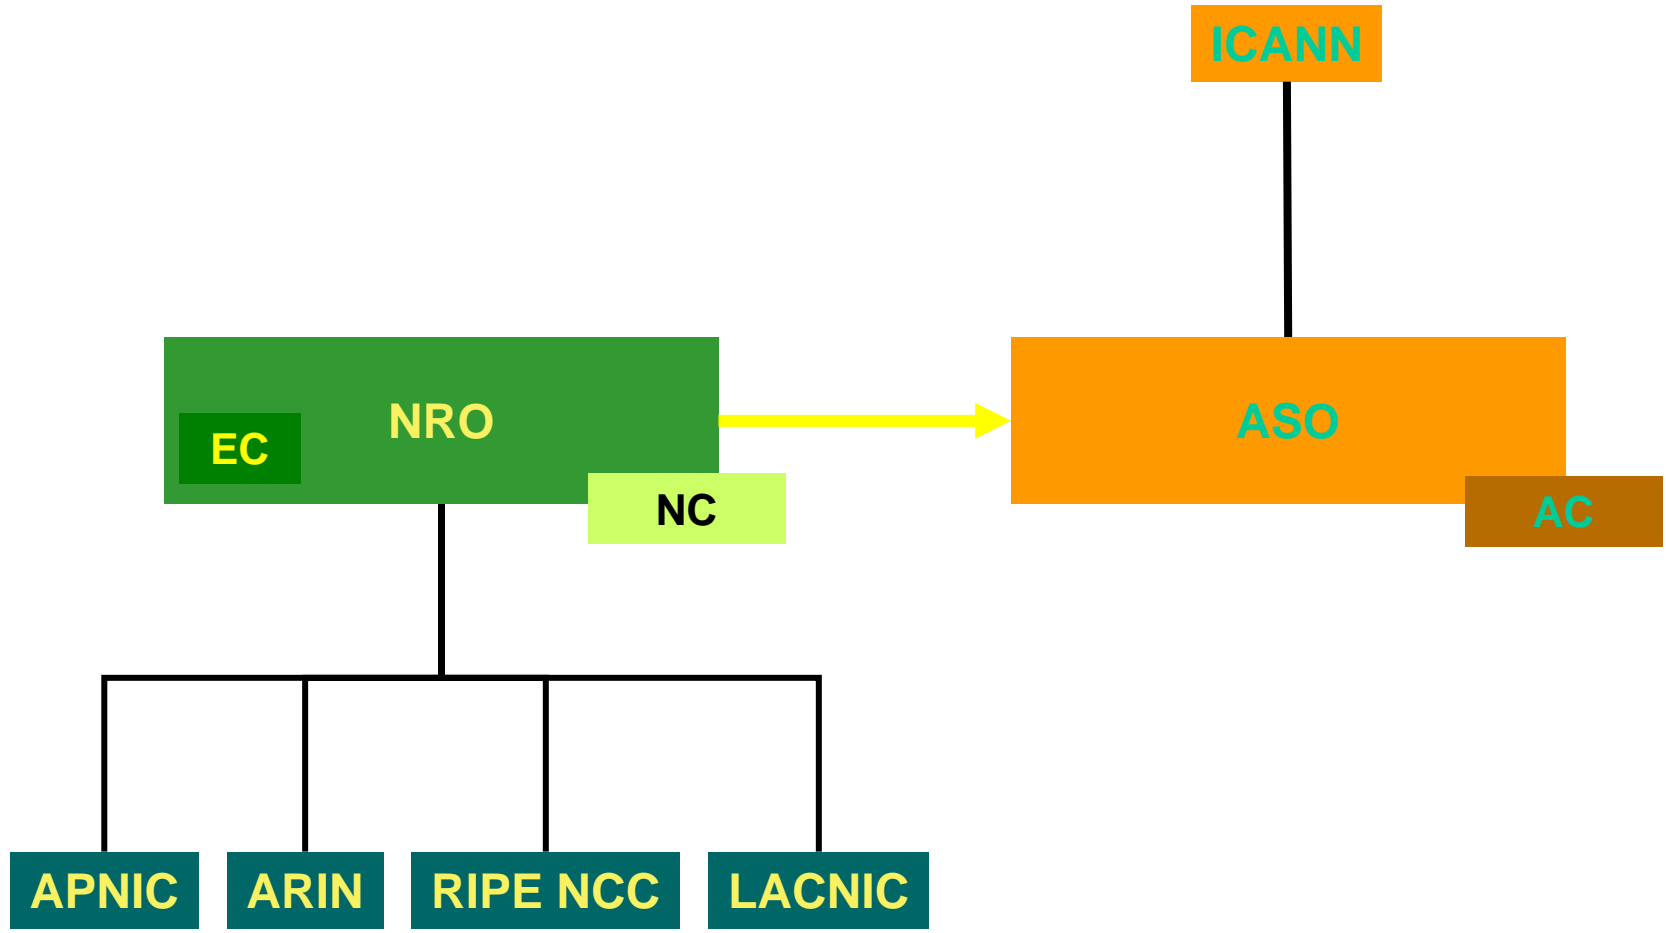 ICANN
NRO
ASO
EC
NC
AC
APNIC
ARIN
RIPE NCC
LACNIC